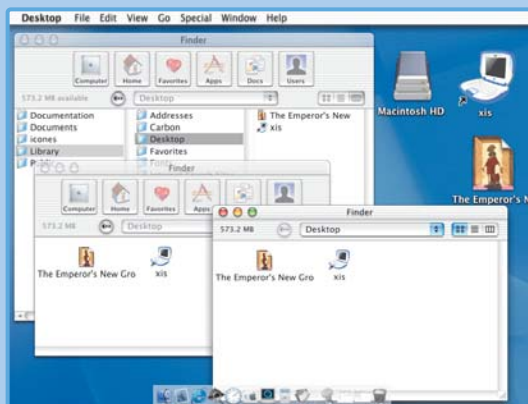 Desktop File Edit View Go Special Window Help
Finder
Computer Home Favorites Apps Docs Users
573.2 MB available
Desktop
Documentation
Documents
icones
Library
Addresses
Carbon
Desktop
Favorites
The Emperor's New
xis
Macintosh HD
xis
The Emperor's N
Finder
Computer Home Favorites Apps
573.2 MB
Desktop
The Emperor's New Gro
xis
Finder
573.2 MB
Desktop
The Emperor's New Gro
xis